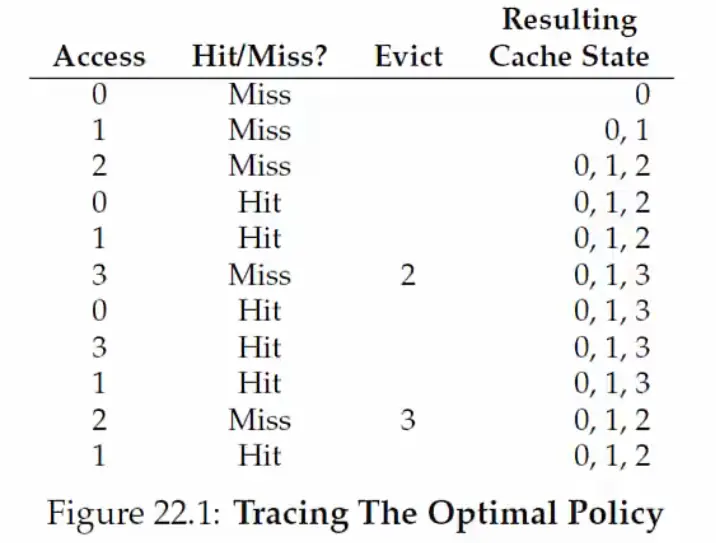 Resulting
Access Hit/Miss? Evict Cache State
0 Miss 0
1 Miss 0, 1
2 Miss 0, 1, 2
0 Hit 0, 1, 2
1 Hit 0, 1, 2
3 Miss 2 0, 1, 3
0 Hit 0, 1, 3
3 Hit 0, 1, 3
1 Hit 0, 1, 3
2 Miss 3 0, 1, 2
1 Hit 0, 1, 2
Figure 22.1: Tracing The Optimal Policy